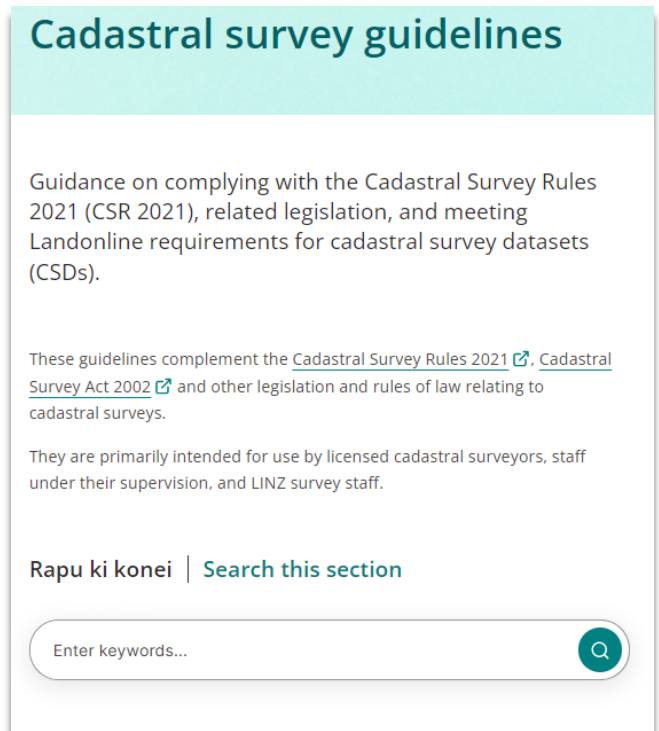 Cadastral survey guidelines
Guidance on complying with the Cadastral Survey Rules
2021 (CSR 2021), related legislation, and meeting
Landonline requirements for cadastral survey datasets
(CSDs).
These guidelines complement the Cadastral Survey Rules 2021, Cadastral
Survey Act 2002 and other legislation and rules of law relating to
cadastral surveys.
They are primarily intended for use by licensed cadastral surveyors, staff
under their supervision, and LINZ survey staff.
Rapu ki konei | Search this section
Enter keywords...